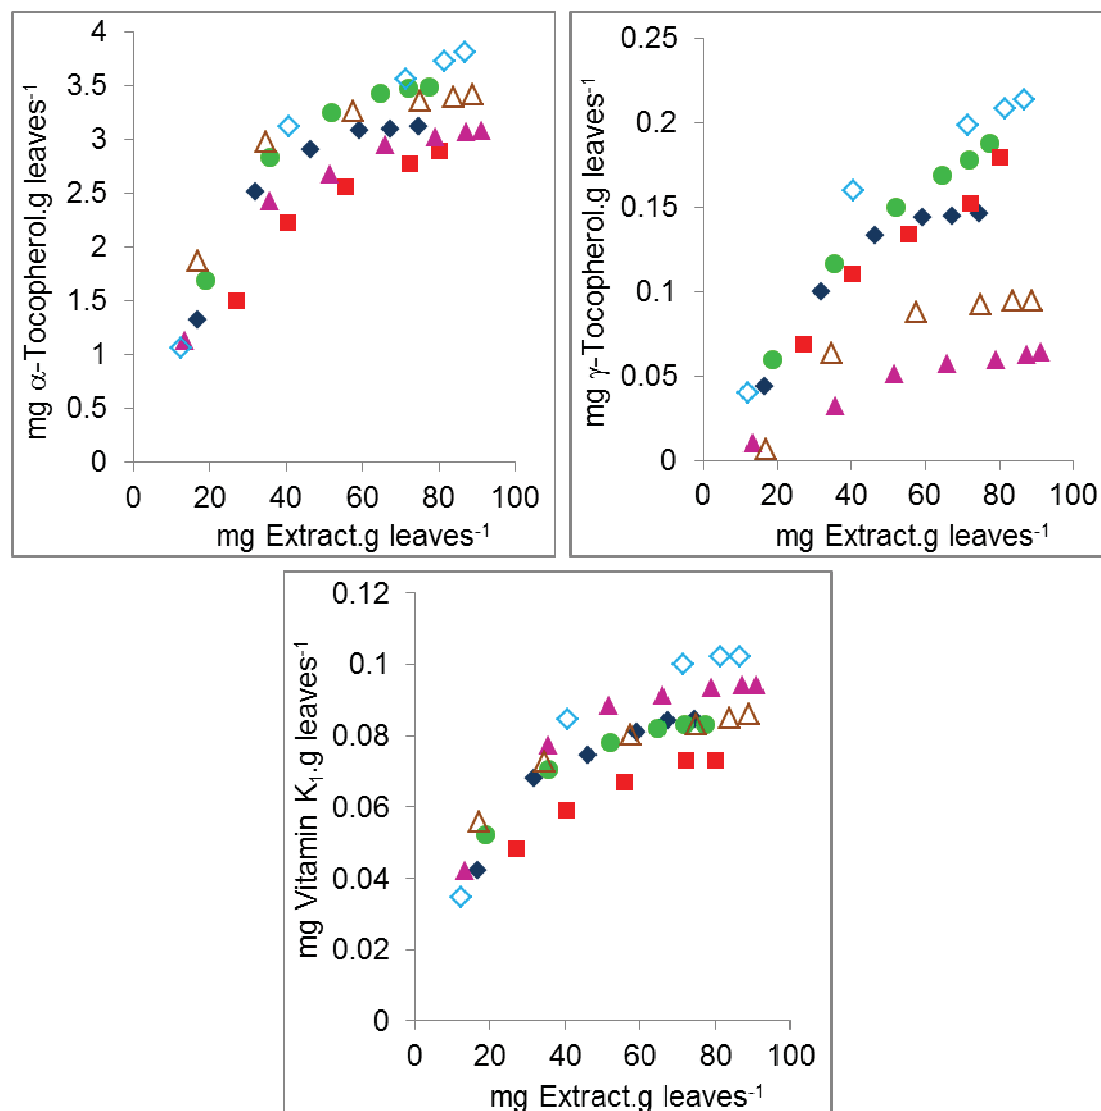 mg α-Tocopherol.g leaves-1
4
3.5
3
2.5
2
1.5
1
0.5
0
0 20 40 60 80 100
mg Extract.g leaves-1
mg γ-Tocopherol.g leaves-1
0.25
0.2
0.15
0.1
0.05
0
0 20 40 60 80 100
mg Extract.g leaves-1
mg Vitamin K1.g leaves-1
0.12
0.1
0.08
0.06
0.04
0.02
0
0 20 40 60 80 100
mg Extract.g leaves-1